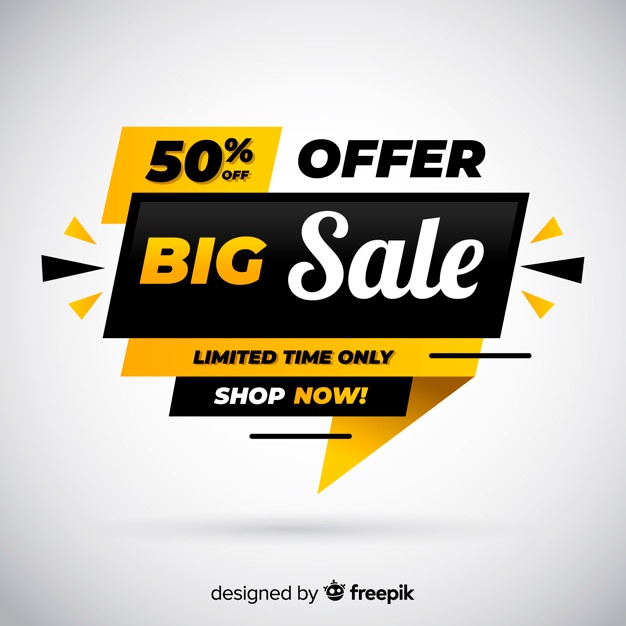 50% OFF OFFER
BIG Sale
LIMITED TIME ONLY
SHOP NOW!
designed by freepik